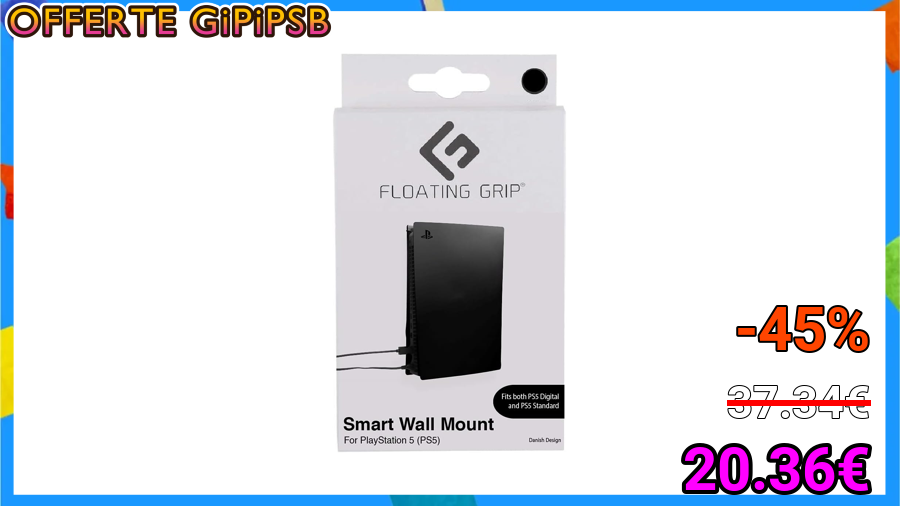 OFFERTE GiPiPSB
FLOATING GRIP®
Fits both PS5 Digital
and PS5 Standard
Smart Wall Mount
For PlayStation 5 (PS5)
Danish Design
-45%
37.34€
20.36€